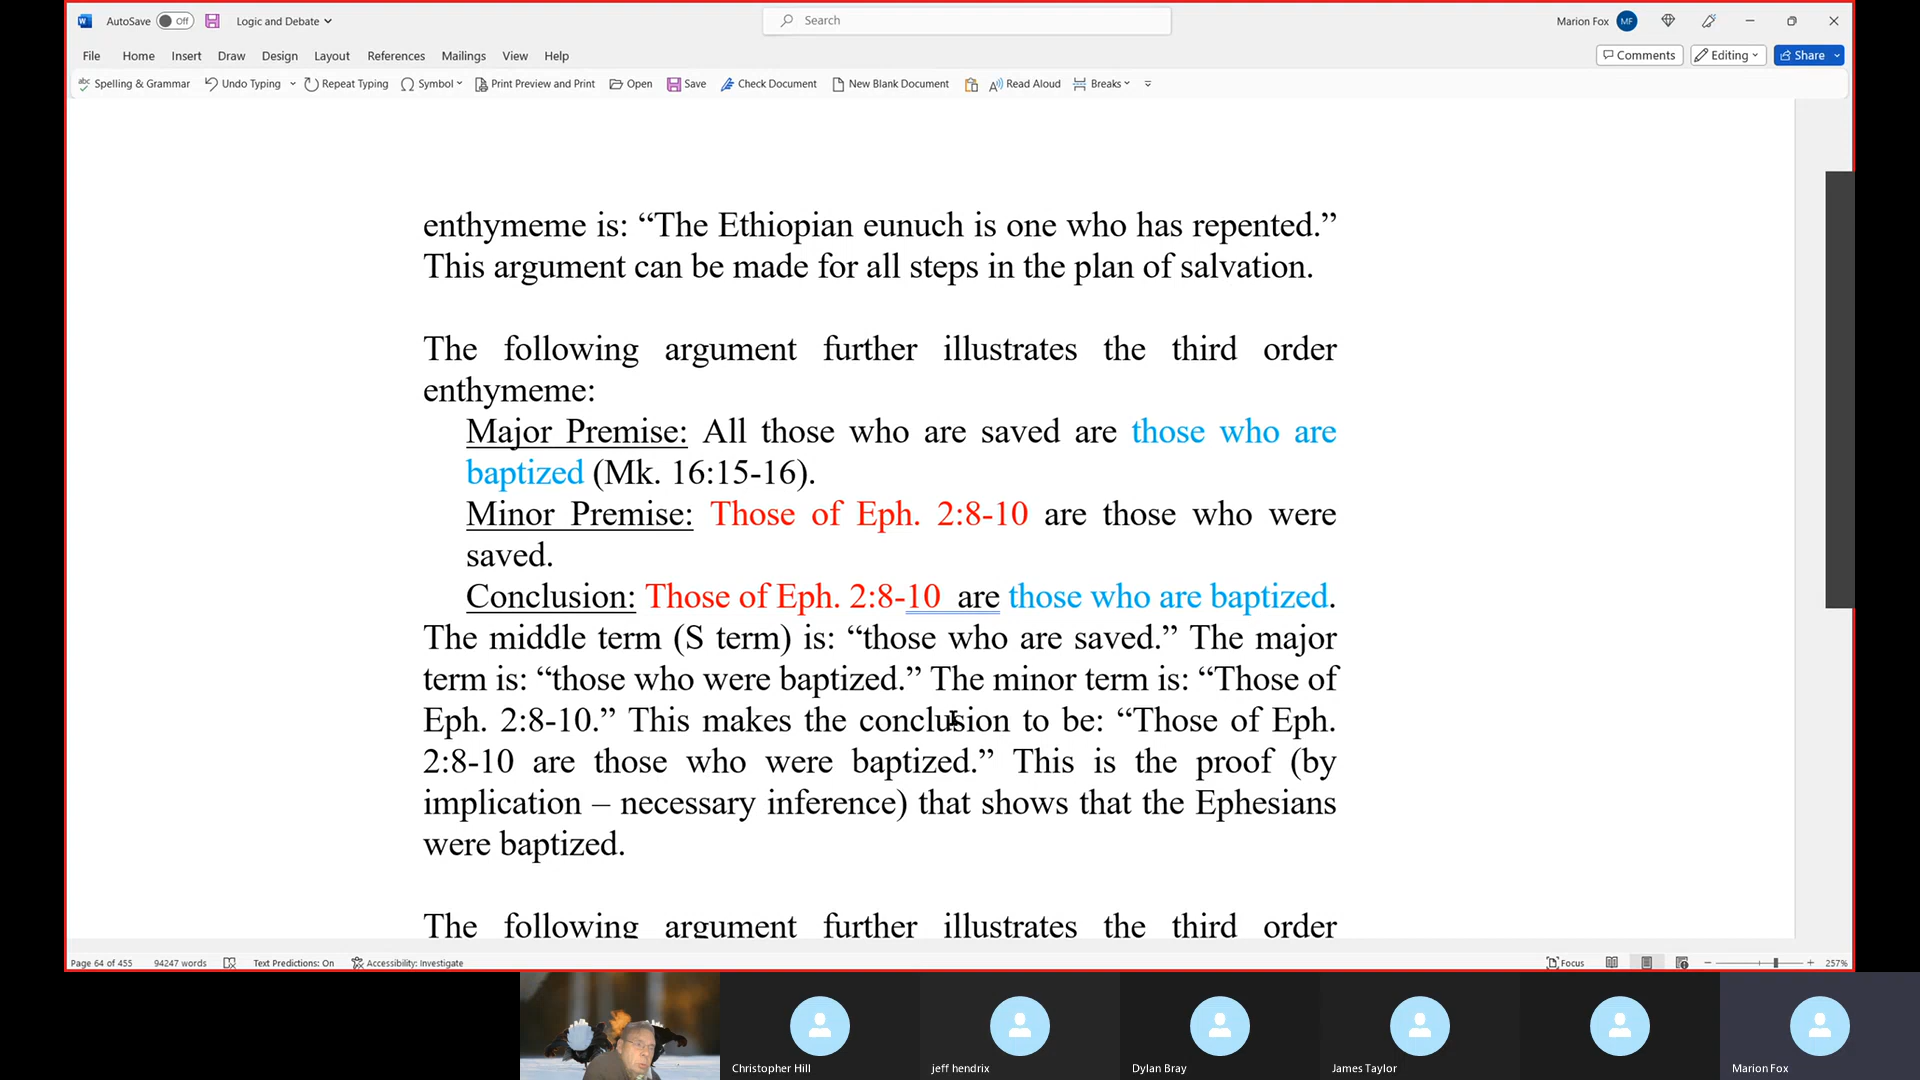 AutoSave Off Logic and Debate Search Marion Fox MF
File Home Insert Draw Design Layout References Mailings View Help Comments Editing Share
Spelling & Grammar Undo Typing Repeat Typing Symbol Print Preview and Print Open Save Check Document New Blank Document Read Aloud Breaks
enthymeme is: “The Ethiopian eunuch is one who has repented.”
This argument can be made for all steps in the plan of salvation.
The following argument further illustrates the third order
enthymeme:
Major Premise: All those who are saved are those who are
baptized (Mk. 16:15-16).
Minor Premise: Those of Eph. 2:8-10 are those who were
saved.
Conclusion: Those of Eph. 2:8-10  are those who are baptized.
The middle term (S term) is: “those who are saved.” The major
term is: “those who were baptized.” The minor term is: “Those of
Eph. 2:8-10.” This makes the conclusion to be: “Those of Eph.
2:8-10 are those who were baptized.” This is the proof (by
implication – necessary inference) that shows that the Ephesians
were baptized.
The following argument further illustrates the third order
Page 64 of 455 94247 words Text Predictions: On Accessibility: Investigate Focus 257%
Christopher Hill jeff hendrix Dylan Bray James Taylor Marion Fox